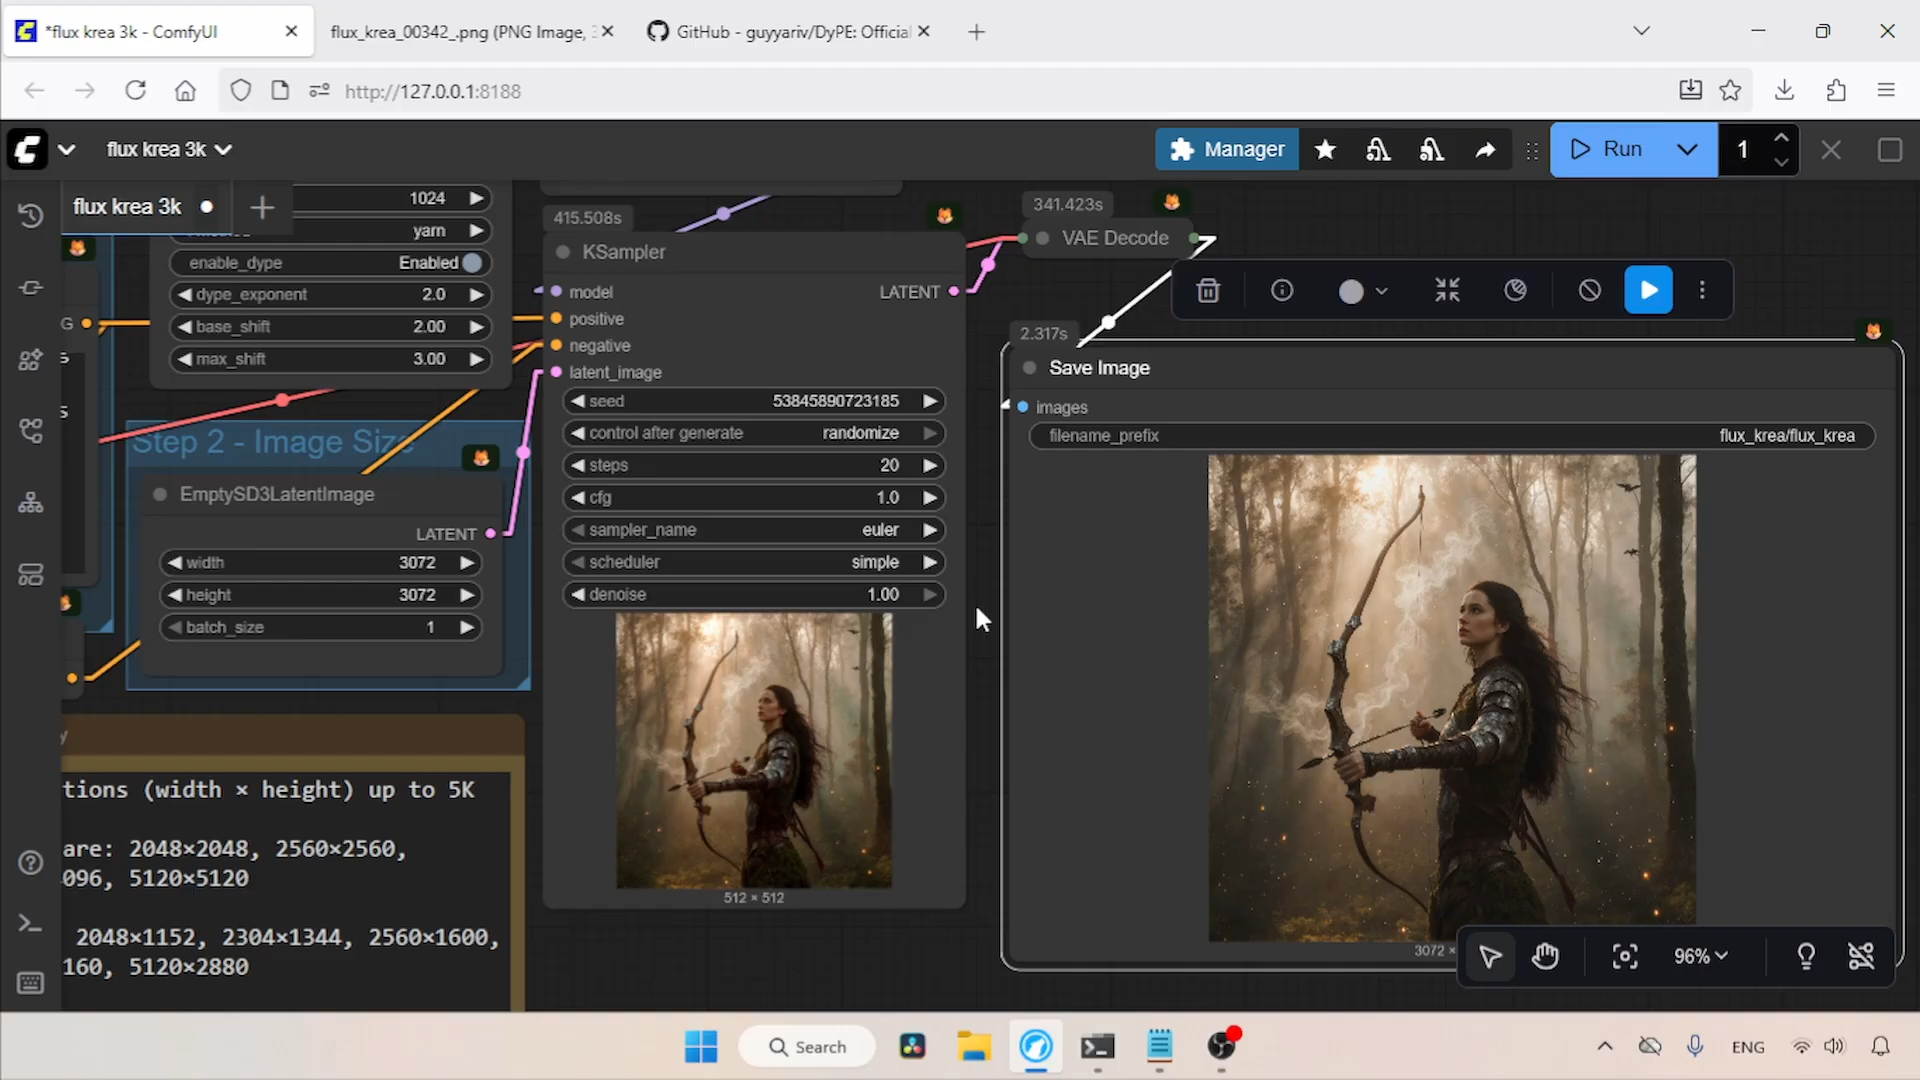 *flux krea 3k - ComfyUI
flux_krea_00342_.png (PNG Image, 3
GitHub - guyyariv/DyPE: Official
http://127.0.0.1:8188
flux krea 3k
Manager
Run
1
flux krea 3k
1024
yarn
enable_dype Enabled
dype_exponent 2.0
base_shift 2.00
max_shift 3.00
G
Step 2 - Image Size
EmptySD3LatentImage
LATENT
width 3072
height 3072
batch_size 1
y
tions (width × height) up to 5K
are: 2048×2048, 2560×2560,
096, 5120×5120
2048×1152, 2304×1344, 2560×1600,
160, 5120×2880
415.508s
KSampler
model LATENT
positive
negative
latent_image
seed 53845890723185
control after generate randomize
steps 20
cfg 1.0
sampler_name euler
scheduler simple
denoise 1.00
512 × 512
341.423s
VAE Decode
2.317s
Save Image
images
filename_prefix flux_krea/flux_krea
3072 ×
96%
Search
ENG